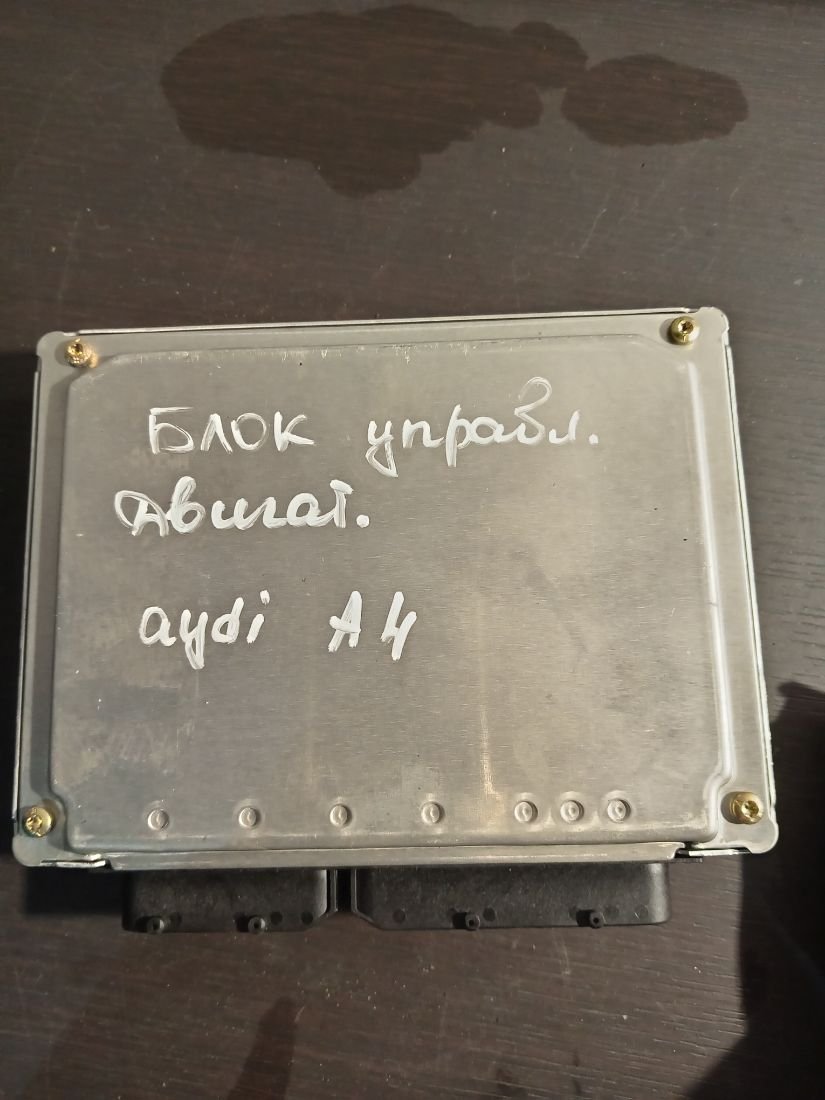 Блок управл.
двигат.
aydi A4